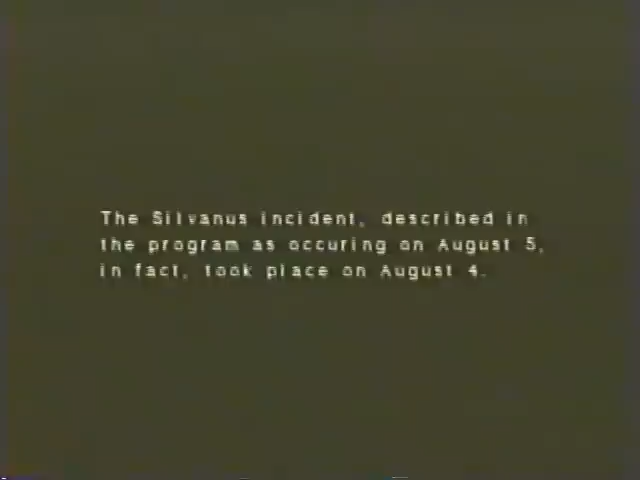 The Silvanus incident, described in
the program as occuring on August 5,
in fact, took place on August 4.